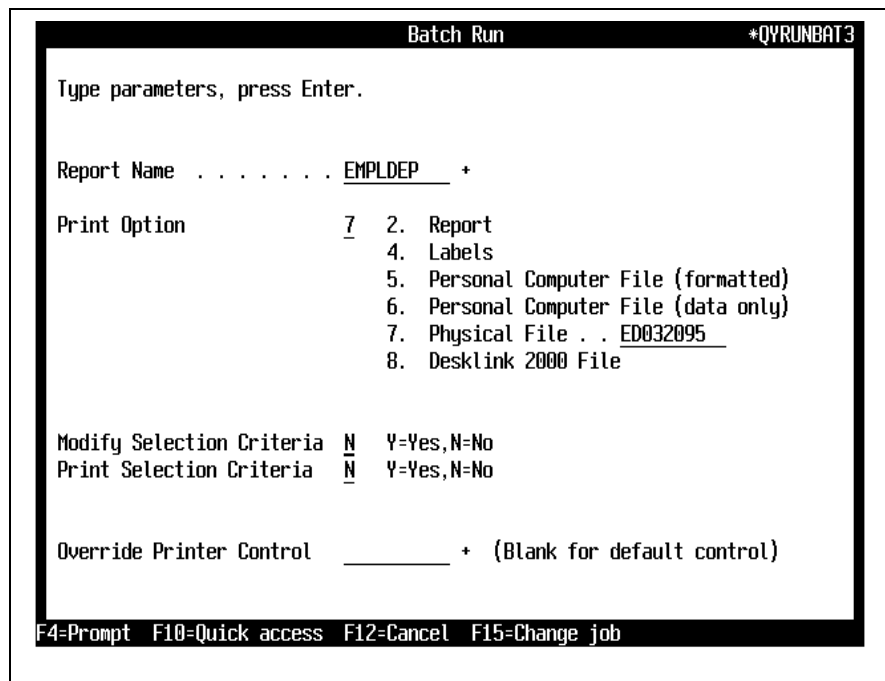 Batch Run *QYRUNBAT3
Type parameters, press Enter.
Report Name . . . . . . . EMPLDEP +
Print Option 7 2. Report
4. Labels
5. Personal Computer File (formatted)
6. Personal Computer File (data only)
7. Physical File . . ED032095
8. Desklink 2000 File
Modify Selection Criteria N Y=Yes,N=No
Print Selection Criteria N Y=Yes,N=No
Override Printer Control + (Blank for default control)
F4=Prompt F10=Quick access F12=Cancel F15=Change job